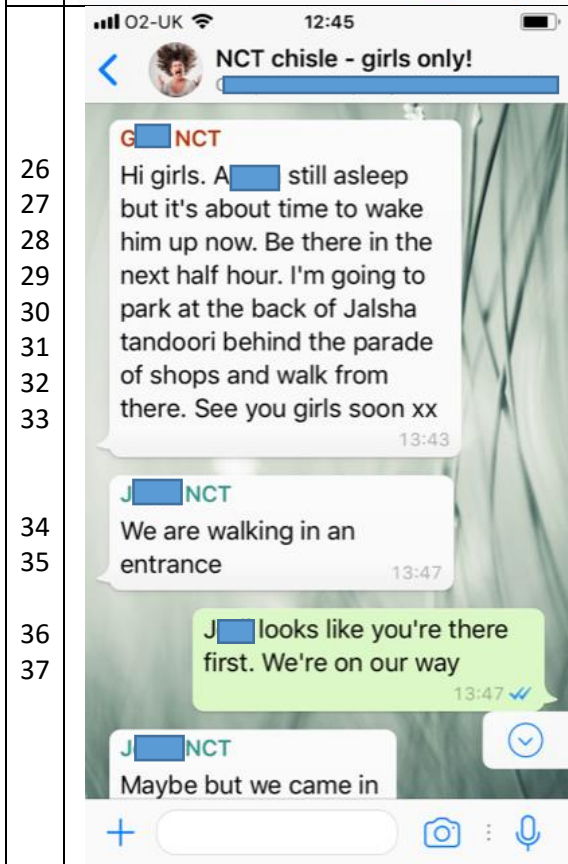 O2-UK 12:45
NCT chisle - girls only!
G NCT
26 Hi girls. A still asleep
27 but it's about time to wake
28 him up now. Be there in the
29 next half hour. I'm going to
30 park at the back of Jalsha
31 tandoori behind the parade
32 of shops and walk from
33 there. See you girls soon xx
13:43
J NCT
34 We are walking in an
35 entrance
13:47
36 J looks like you're there
37 first. We're on our way
13:47
J NCT
Maybe but we came in